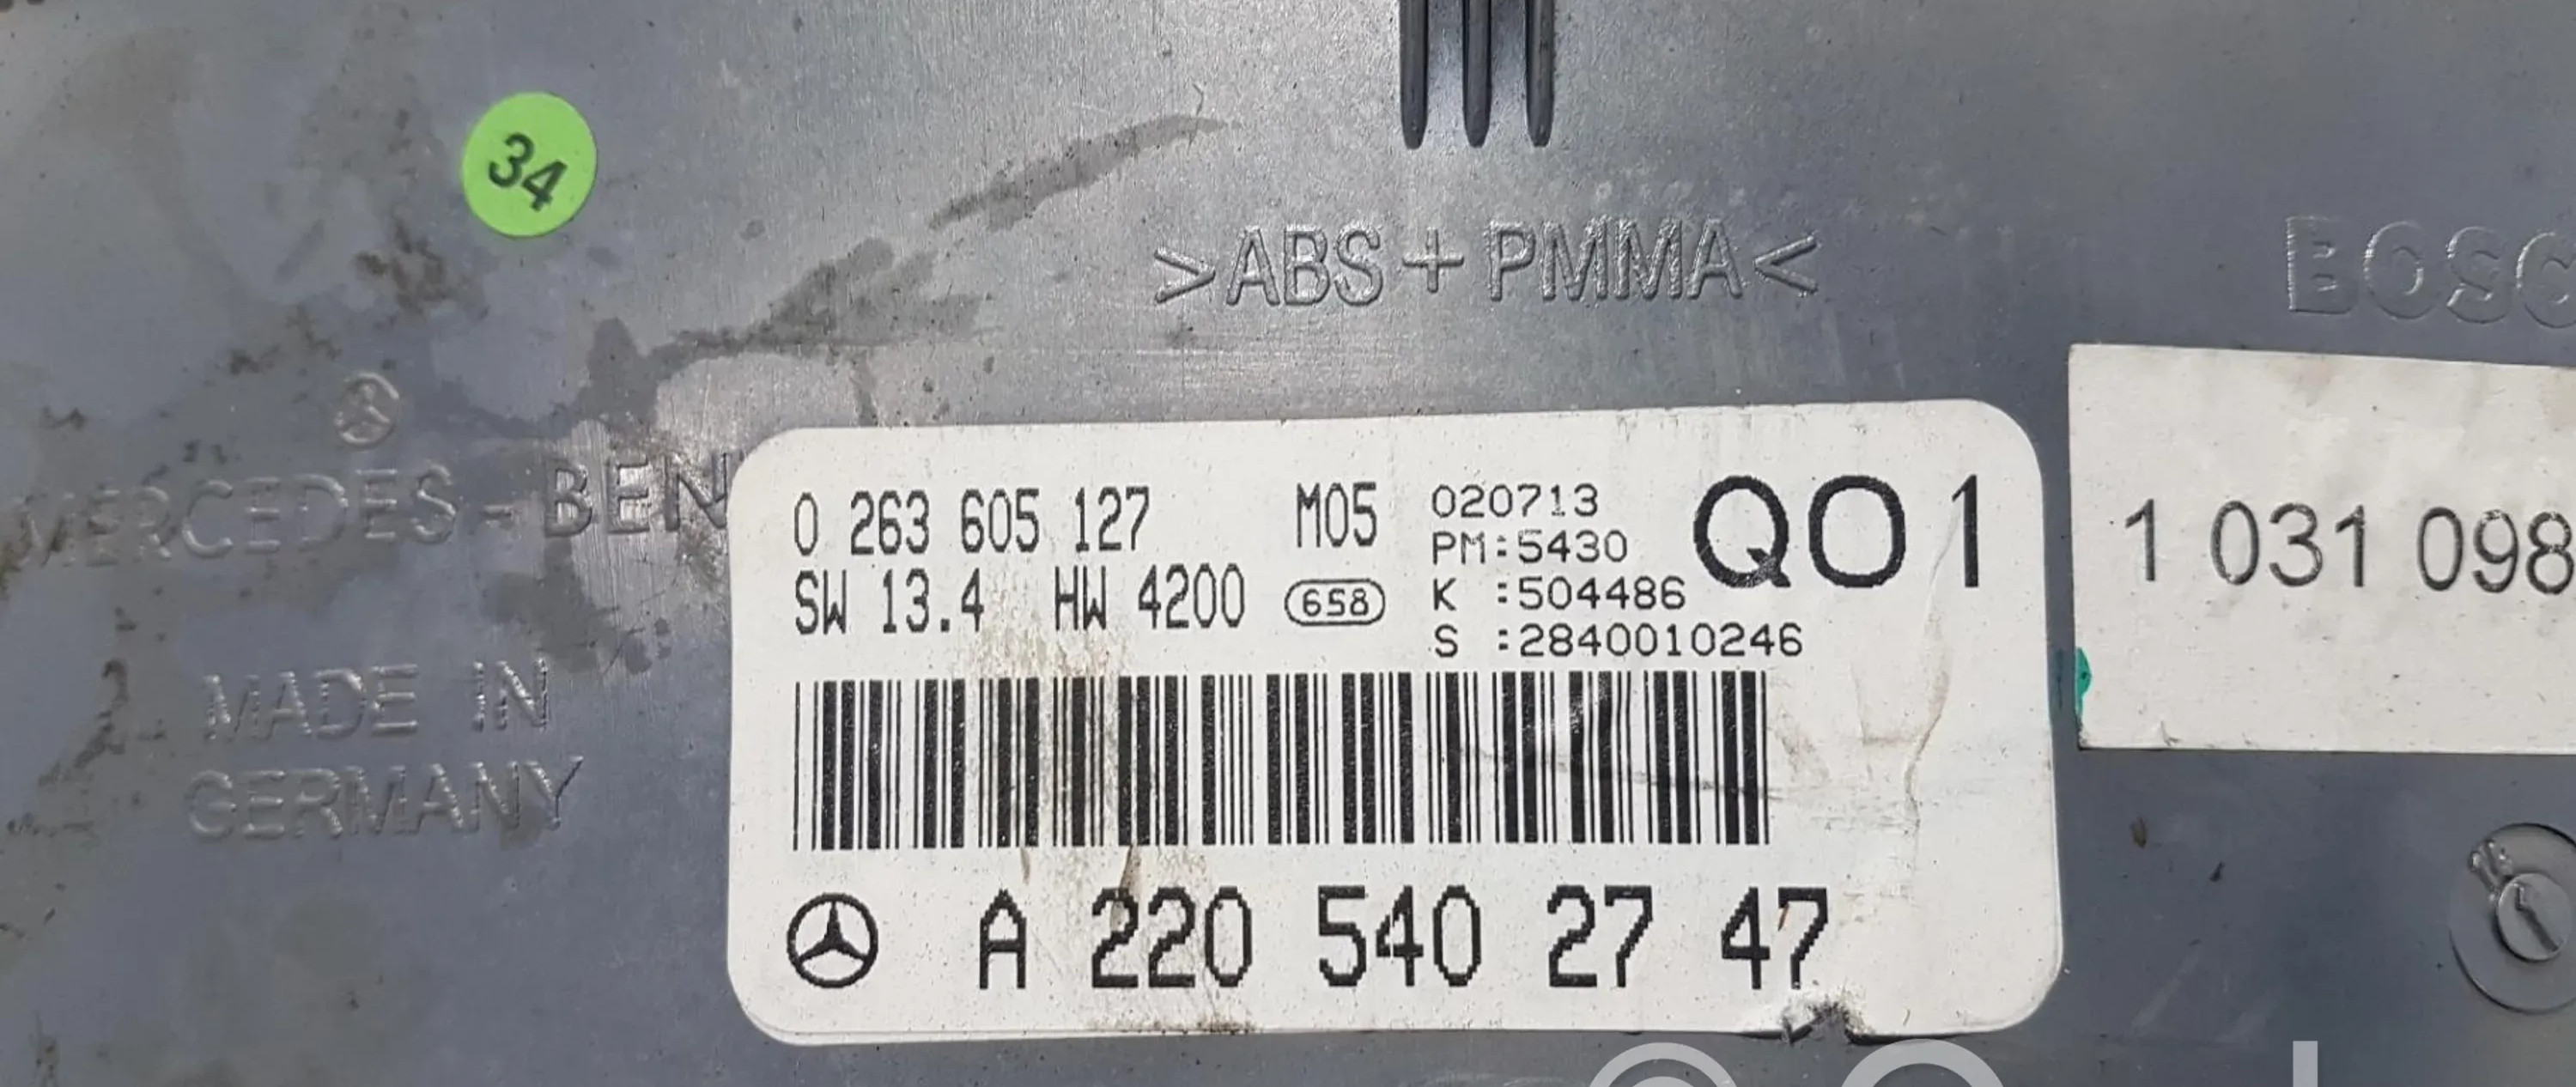 34
>ABS+PMMA<
BOSC
MERCEDES-BEN
MADE IN
GERMANY
0 263 605 127 M05
SW 13.4 HW 4200 658
020713
PM:5430
K :504486
S :2840010246
Q01
A 220 540 27 47
1 031 098